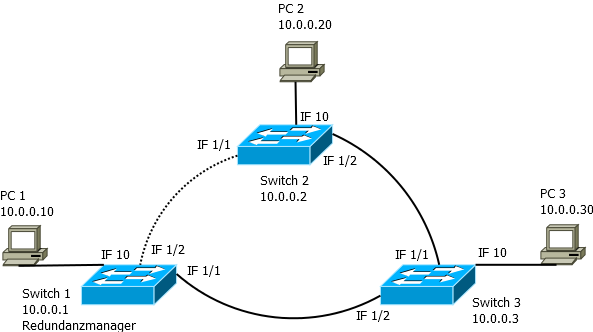 PC 2
10.0.0.20
IF 10
IF 1/1
IF 1/2
Switch 2
10.0.0.2
PC 1
10.0.0.10
PC 3
10.0.0.30
IF 10
IF 1/2
IF 1/1
IF 1/1
IF 10
Switch 1
10.0.0.1
Redundanzmanager
IF 1/2
Switch 3
10.0.0.3